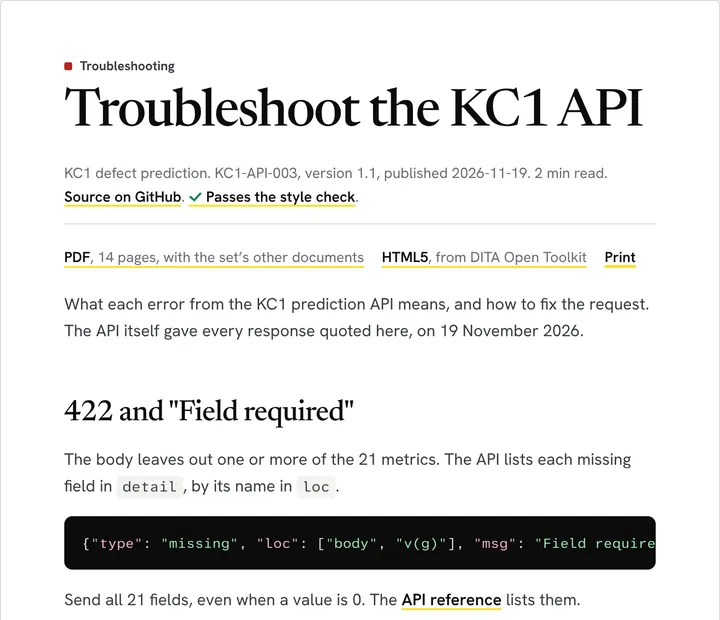 Troubleshooting
Troubleshoot the KC1 API
KC1 defect prediction. KC1-API-003, version 1.1, published 2026-11-19. 2 min read.
Source on GitHub. ✓ Passes the style check.
PDF, 14 pages, with the set’s other documents HTML5, from DITA Open Toolkit Print
What each error from the KC1 prediction API means, and how to fix the request.
The API itself gave every response quoted here, on 19 November 2026.
422 and "Field required"
The body leaves out one or more of the 21 metrics. The API lists each missing
field in detail, by its name in loc.
{"type": "missing", "loc": ["body", "v(g)"], "msg": "Field require
Send all 21 fields, even when a value is 0. The API reference lists them.